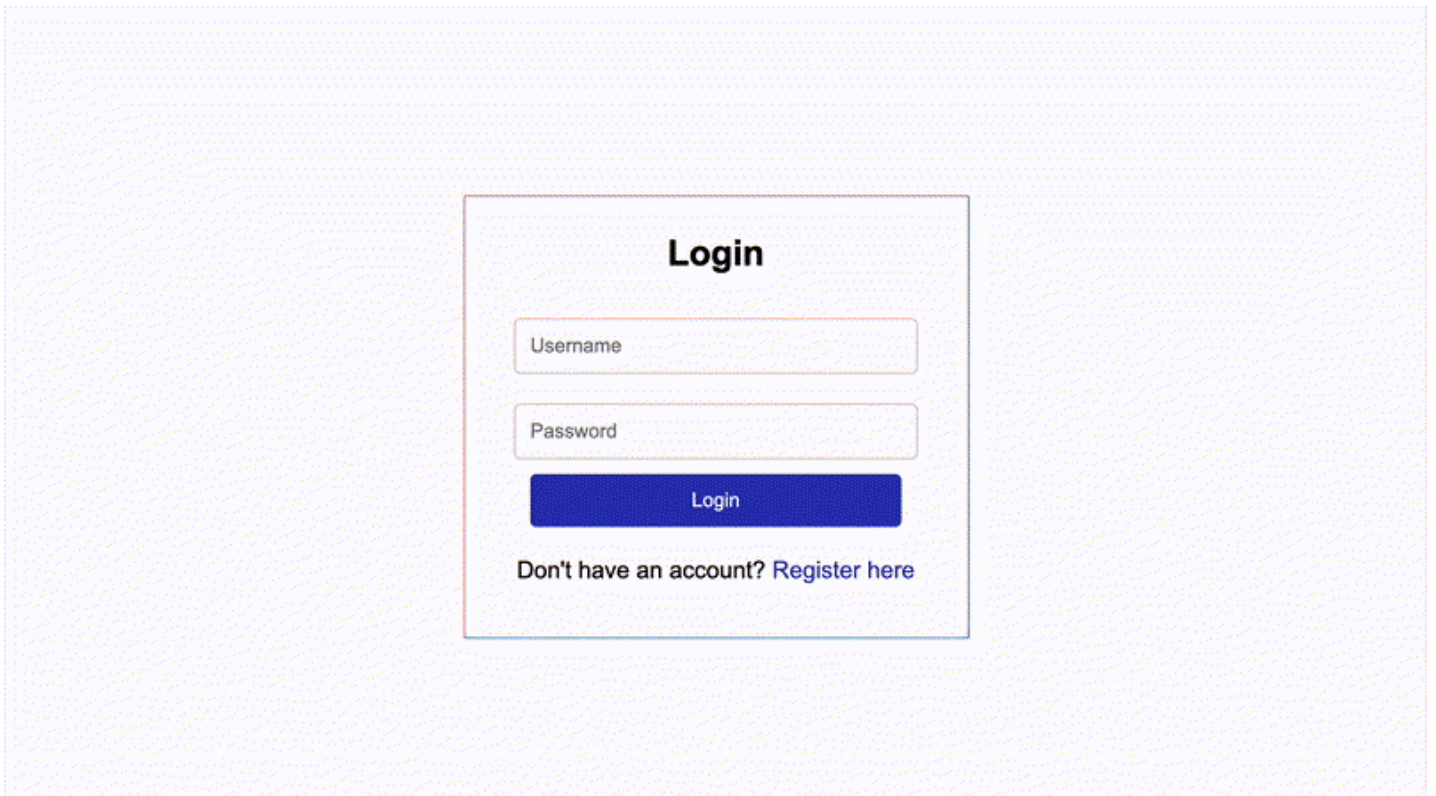 Login
Username
Password
Login
Don't have an account? Register here